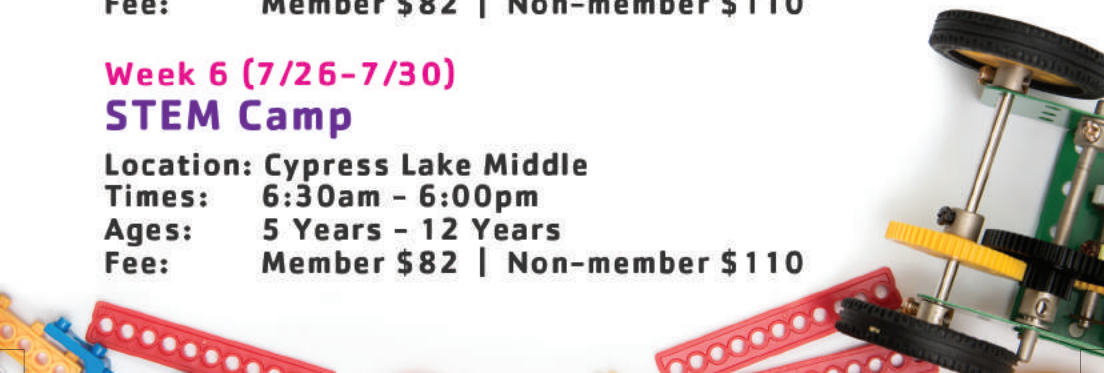 Fee: Member $82 | Non-member $110
Week 6 (7/26-7/30)
STEM Camp
Location: Cypress Lake Middle
Times: 6:30am - 6:00pm
Ages: 5 Years - 12 Years
Fee: Member $82 | Non-member $110